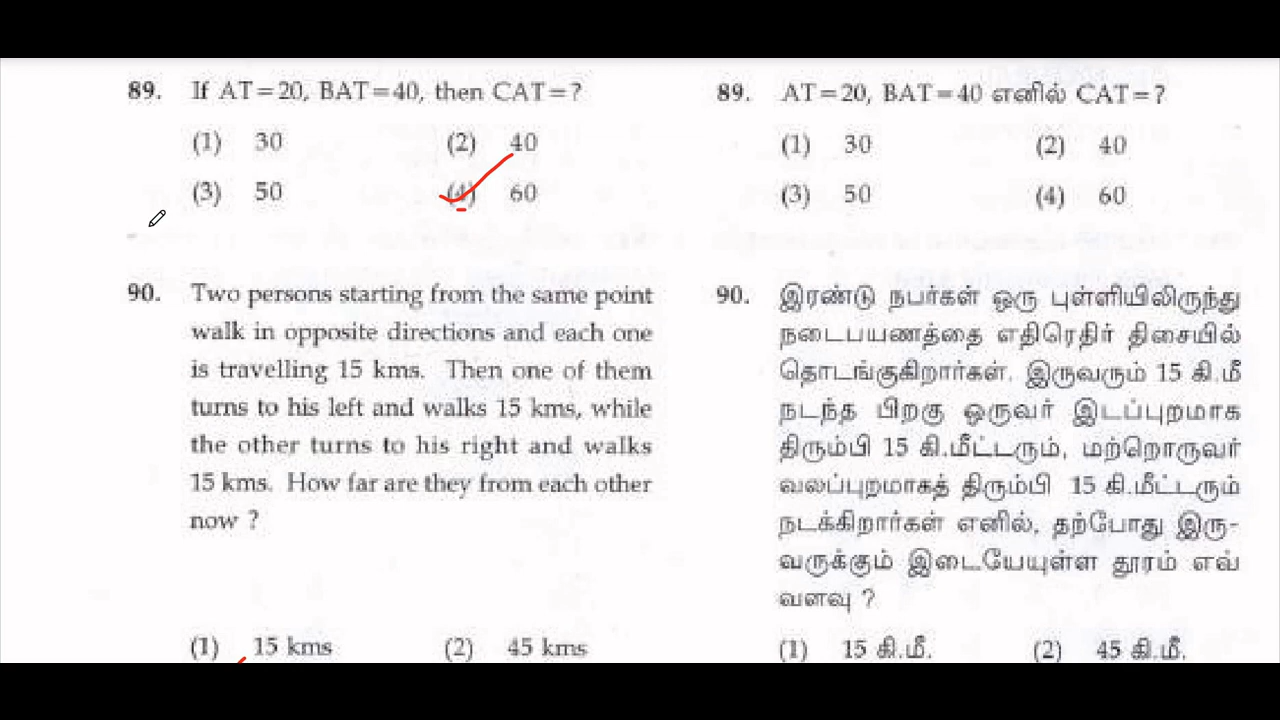 89. If AT=20, BAT=40, then CAT=?
(1) 30 (2) 40
(3) 50 (4) 60
90. Two persons starting from the same point
walk in opposite directions and each one
is travelling 15 kms. Then one of them
turns to his left and walks 15 kms, while
the other turns to his right and walks
15 kms. How far are they from each other
now ?
(1) 15 kms (2) 45 kms
89. AT=20, BAT=40 எனில் CAT=?
(1) 30 (2) 40
(3) 50 (4) 60
90. இரண்டு நபர்கள் ஒரு புள்ளியிலிருந்து
நடைபயணத்தை எதிரெதிர் திசையில்
தொடங்குகிறார்கள். இருவரும் 15 கி.மீ
நடந்த பிறகு ஒருவர் இடப்புறமாக
திரும்பி 15 கி.மீட்டரும், மற்றொருவர்
வலப்புறமாகத் திரும்பி 15 கி.மீட்டரும்
நடக்கிறார்கள் எனில், தற்போது இரு-
வருக்கும் இடையேயுள்ள தூரம் எவ்
வளவு ?
(1) 15 கி.மீ. (2) 45 கி.மீ.